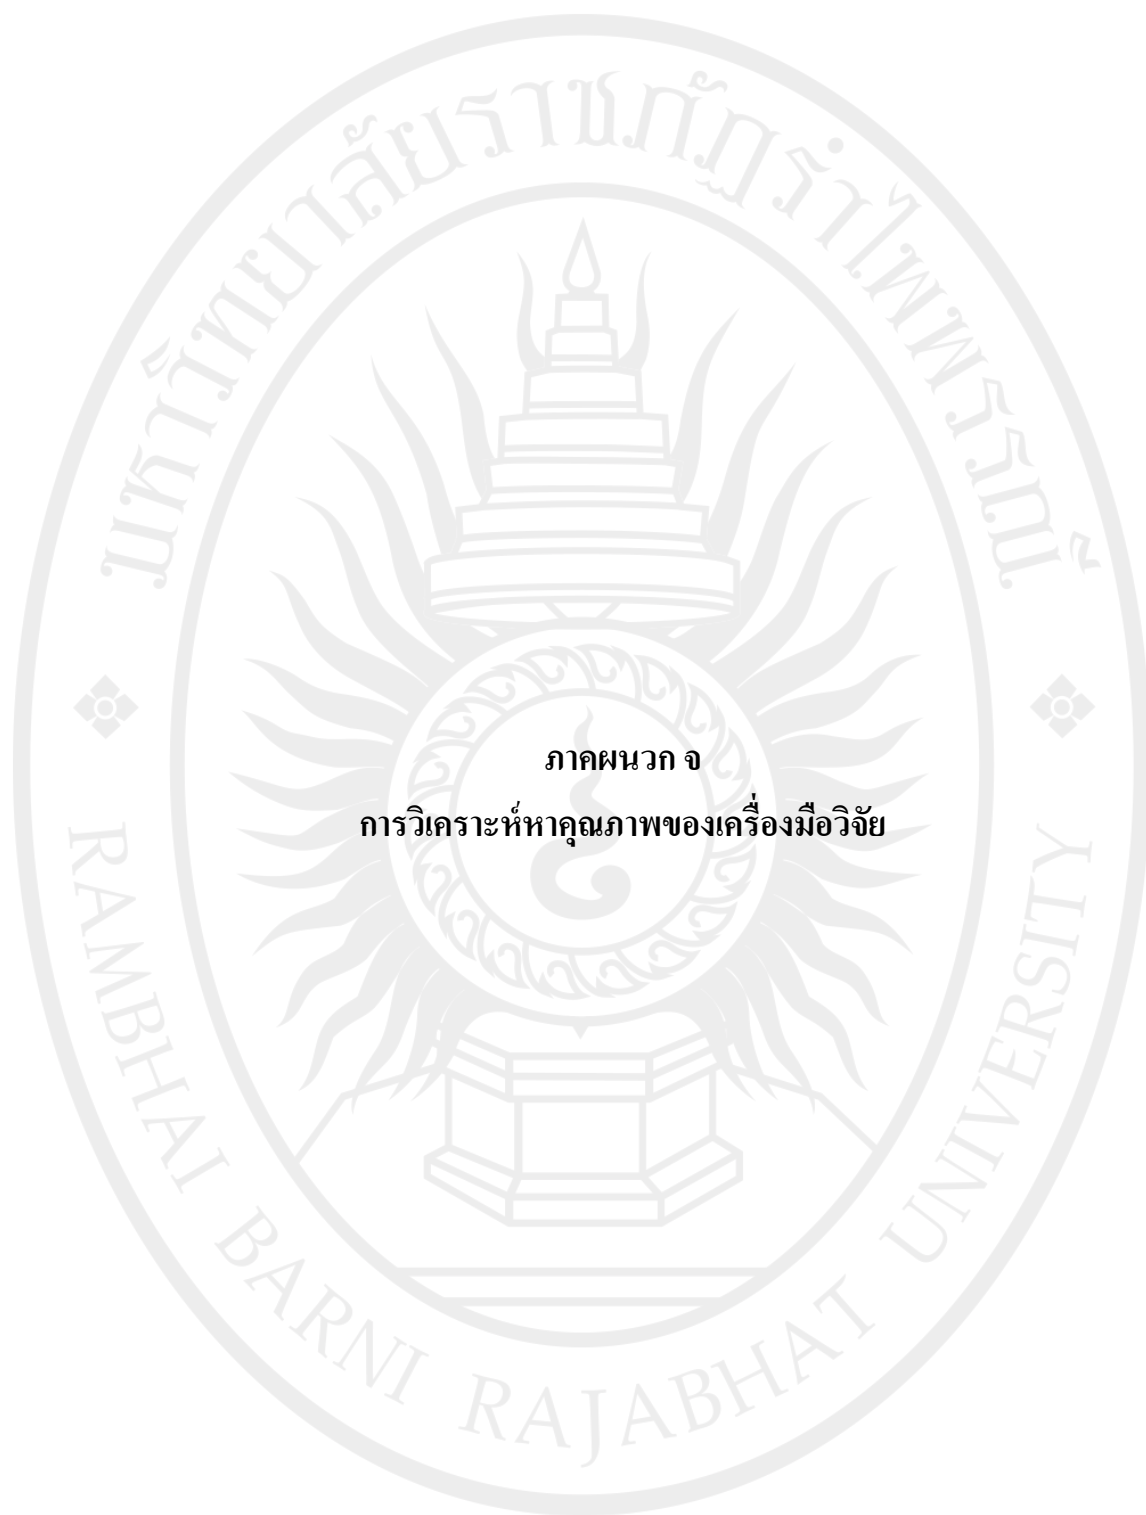 มหาวิทยาลัยราชภัฏรำไพพรรณี
ภาคผนวก จ
การวิเคราะห์หาคุณภาพของเครื่องมือวิจัย
RAMBHAI BARNI RAJABHAT UNIVERSITY